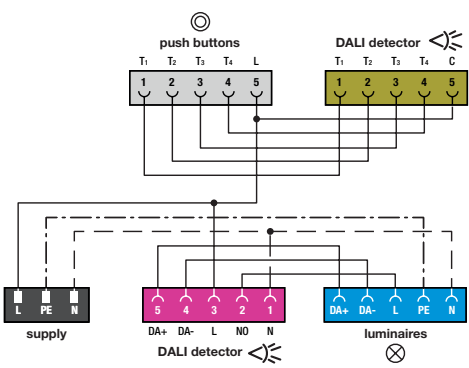 push buttons
DALI detector
T1 T2 T3 T4 L
T1 T2 T3 T4 C
1 2 3 4 5
1 2 3 4 5
L PE N
5 4 3 2 1
DA+ DA- L PE N
supply
DA+ DA- L NO N
luminaires
DALI detector